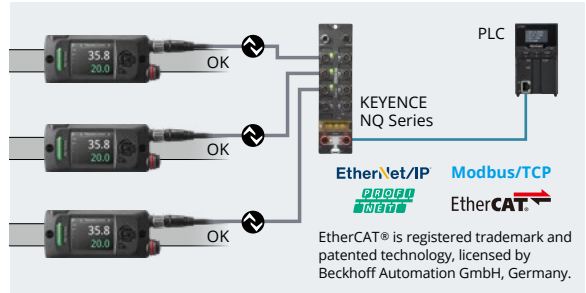 PLC
35.8
20.0
OK
KEYENCE
NQ Series
35.8
20.0
OK
EtherNet/IP
Modbus/TCP
PROFI
NET
EtherCAT®
35.8
20.0
OK
EtherCAT® is registered trademark and
patented technology, licensed by
Beckhoff Automation GmbH, Germany.